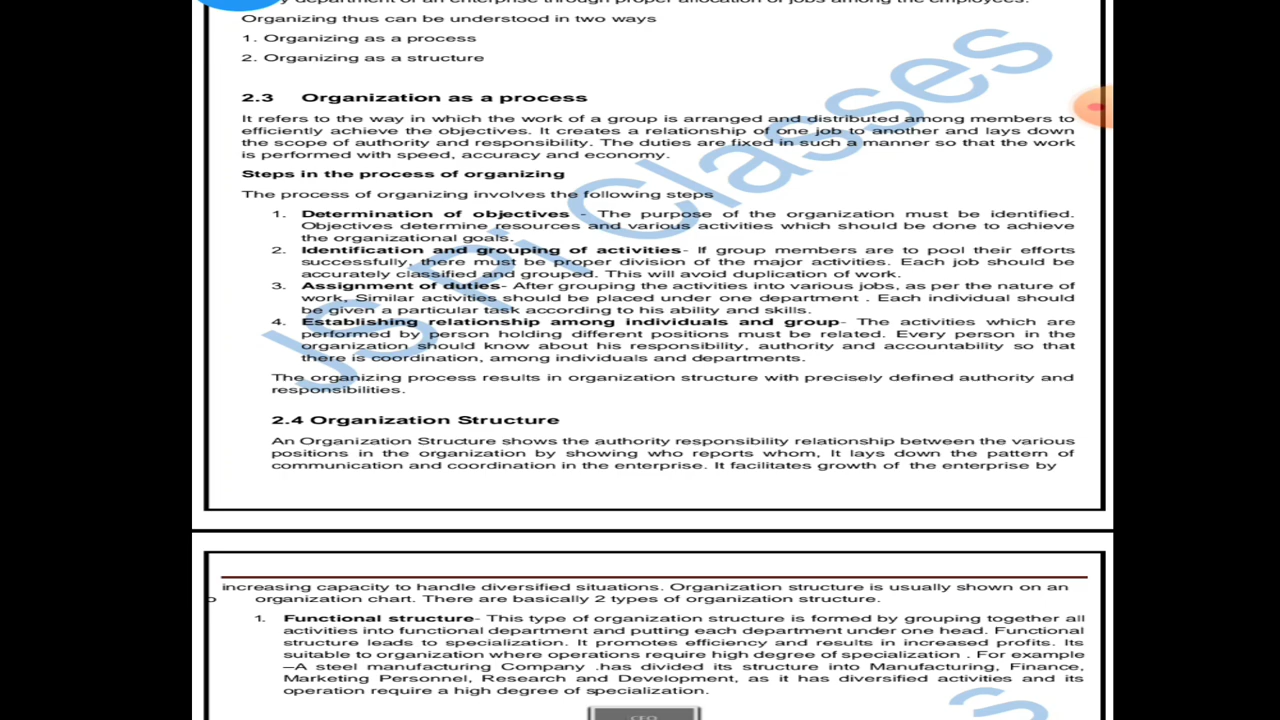 department of an enterprise through proper allocation of jobs among the employees.
Organizing thus can be understood in two ways
1. Organizing as a process
2. Organizing as a structure
2.3 Organization as a process
It refers to the way in which the work of a group is arranged and distributed among members to
efficiently achieve the objectives. It creates a relationship of one job to another and lays down
the scope of authority and responsibility. The duties are fixed in such a manner so that the work
is performed with speed, accuracy and economy.
Steps in the process of organizing
The process of organizing involves the following steps
1. Determination of objectives - The purpose of the organization must be identified.
Objectives determine resources and various activities which should be done to achieve
the organizational goals.
2. Identification and grouping of activities- If group members are to pool their efforts
successfully, there must be proper division of the major activities. Each job should be
accurately classified and grouped. This will avoid duplication of work.
3. Assignment of duties- After grouping the activities into various jobs, as per the nature of
work, Similar activities should be placed under one department . Each individual should
be given a particular task according to his ability and skills.
4. Establishing relationship among individuals and group- The activities which are
performed by person holding different positions must be related. Every person in the
organization should know about his responsibility, authority and accountability so that
there is coordination, among individuals and departments.
The organizing process results in organization structure with precisely defined authority and
responsibilities.
2.4 Organization Structure
An Organization Structure shows the authority responsibility relationship between the various
positions in the organization by showing who reports whom, It lays down the pattern of
communication and coordination in the enterprise. It facilitates growth of the enterprise by
increasing capacity to handle diversified situations. Organization structure is usually shown on an
organization chart. There are basically 2 types of organization structure.
1. Functional structure- This type of organization structure is formed by grouping together all
activities into functional department and putting each department under one head. Functional
structure leads to specialization. It promotes efficiency and results in increased profits. Its
suitable to organization where operations require high degree of specialization . For example
–A steel manufacturing Company .has divided its structure into Manufacturing, Finance,
Marketing Personnel, Research and Development, as it has diversified activities and its
operation require a high degree of specialization.
Js Pi Classes